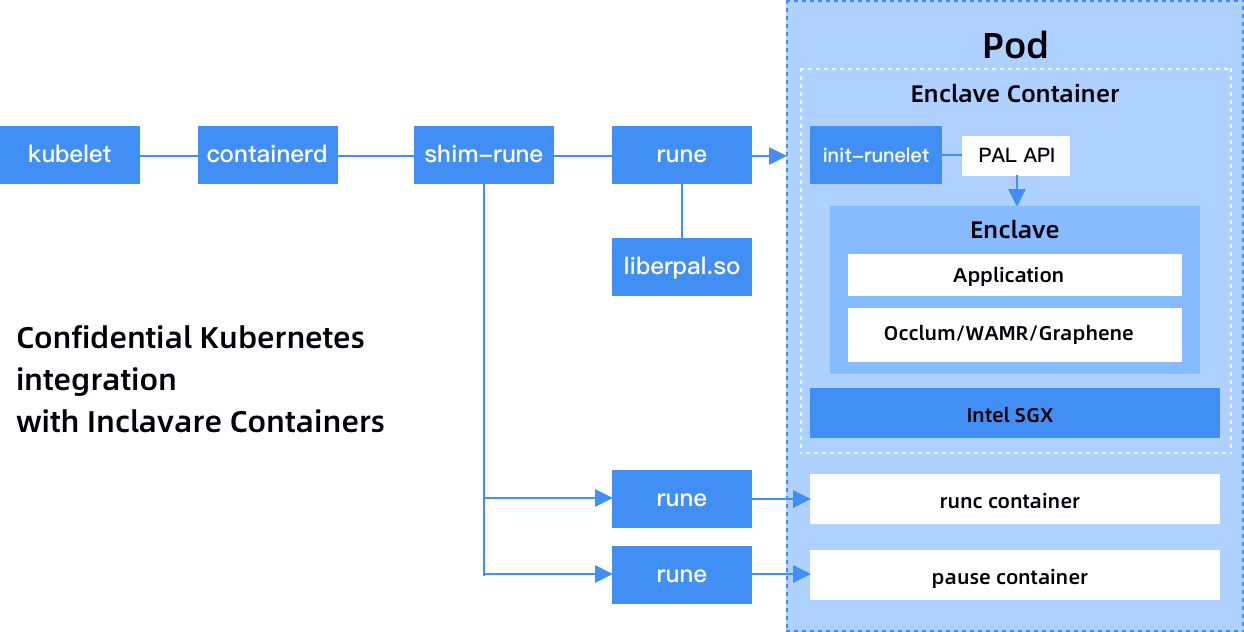 Pod
Enclave Container
kubelet
containerd
shim-rune
rune
init-runelet
PAL API
Enclave
liberpal.so
Application
Occlum/WAMR/Graphene
Confidential Kubernetes
integration
with Inclavare Containers
Intel SGX
rune
runc container
rune
pause container